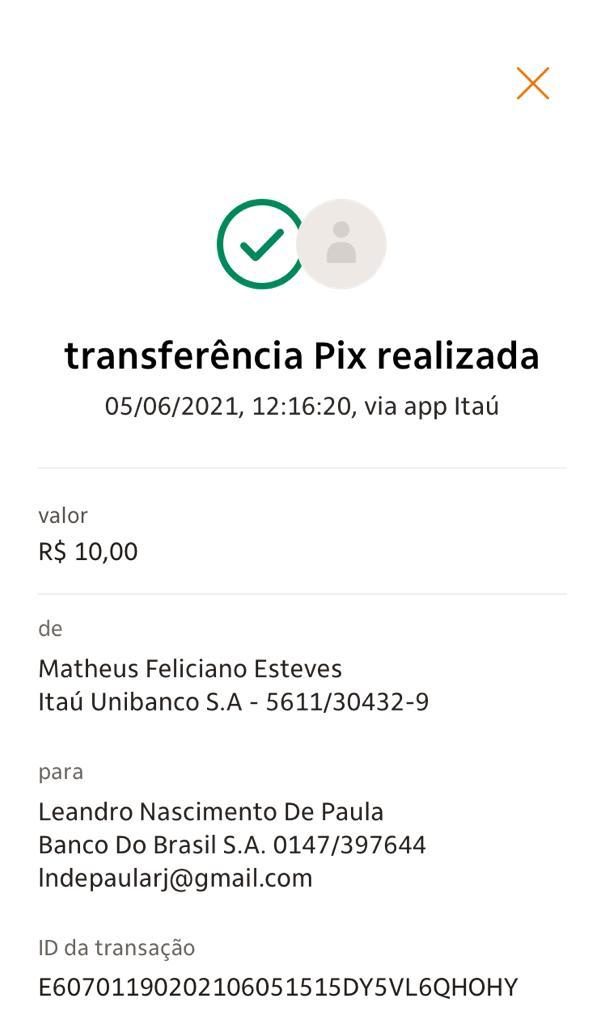 transferência Pix realizada
05/06/2021, 12:16:20, via app Itaú
valor
R$ 10,00
de
Matheus Feliciano Esteves
Itaú Unibanco S.A - 5611/30432-9
para
Leandro Nascimento De Paula
Banco Do Brasil S.A. 0147/397644
lndepaularj@gmail.com
ID da transação
E60701190202106051515DY5VL6QHOHY